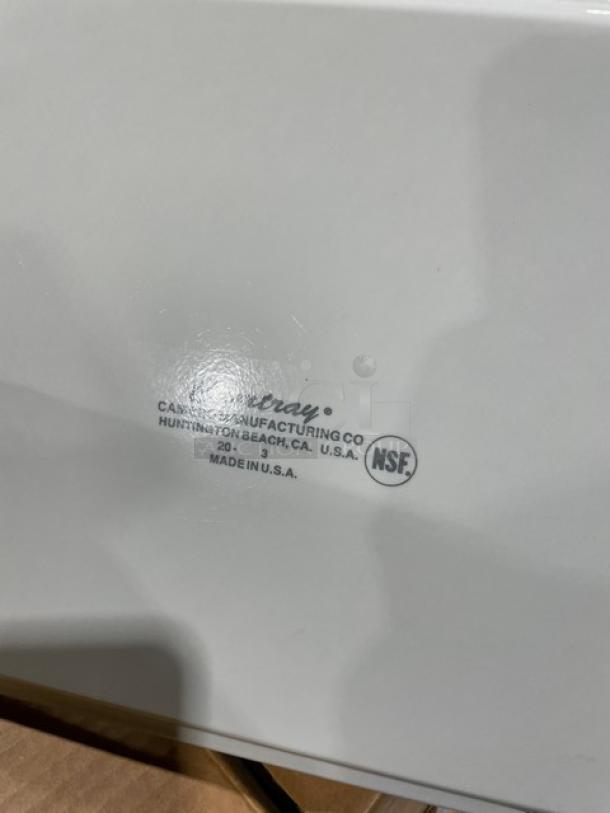 MANUFACTURING CO
HUNTINGTON BEACH, CA. U.S.A.
20- 3
MADE IN U.S.A.
NSF.